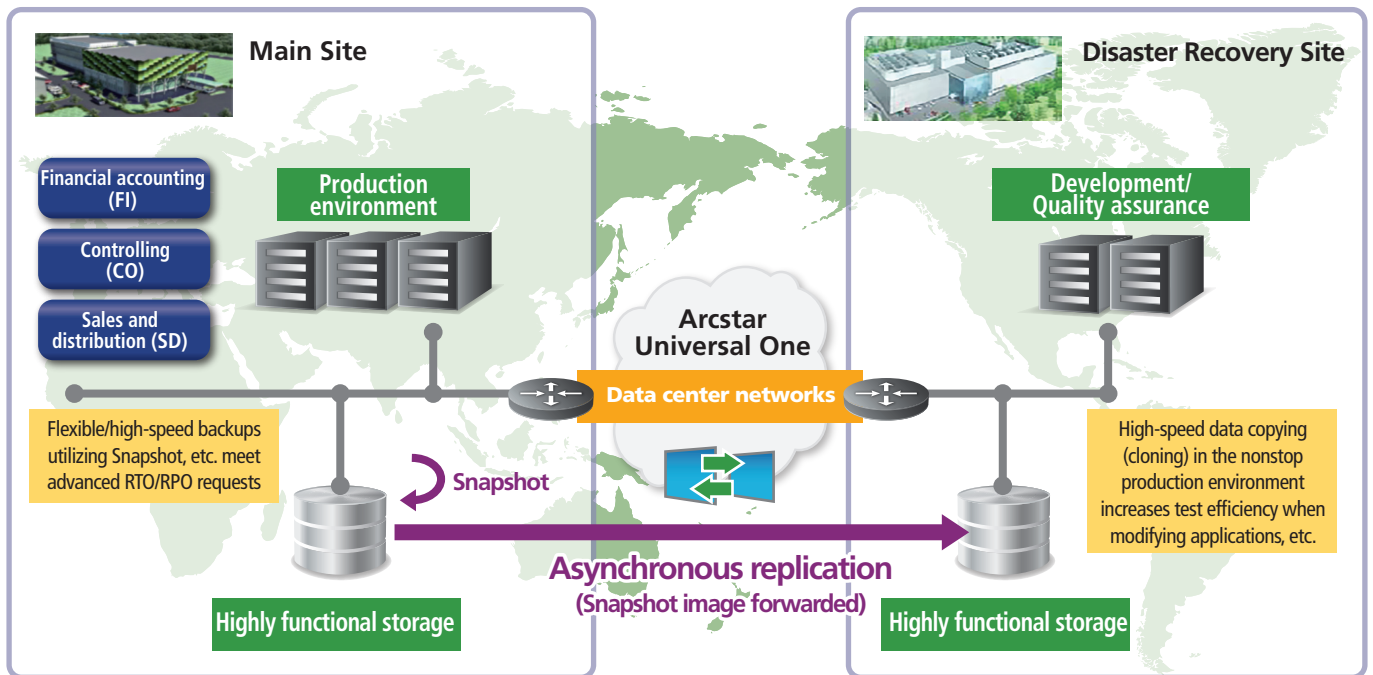 Main Site
Disaster Recovery Site
Financial accounting
(FI)
Controlling
(CO)
Sales and
distribution (SD)
Production
environment
Development/
Quality assurance
Arcstar
Universal One
Data center networks
Flexible/high-speed backups
utilizing Snapshot, etc. meet
advanced RTO/RPO requests
Snapshot
High-speed data copying
(cloning) in the nonstop
production environment
increases test efficiency when
modifying applications, etc.
Asynchronous replication
(Snapshot image forwarded)
Highly functional storage
Highly functional storage